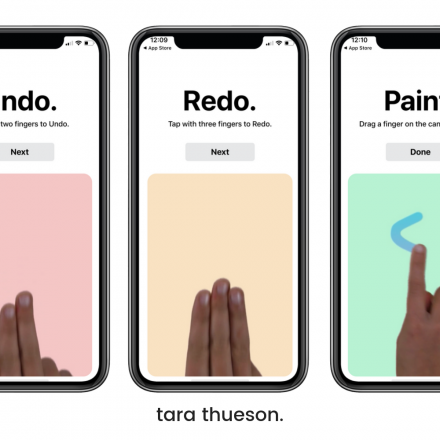 ndo.
two fingers to Undo.
Next
12:09
App Store
Redo.
Tap with three fingers to Redo.
Next
12:10
App Store
Pain
Drag a finger on the can
Done
tara thueson.